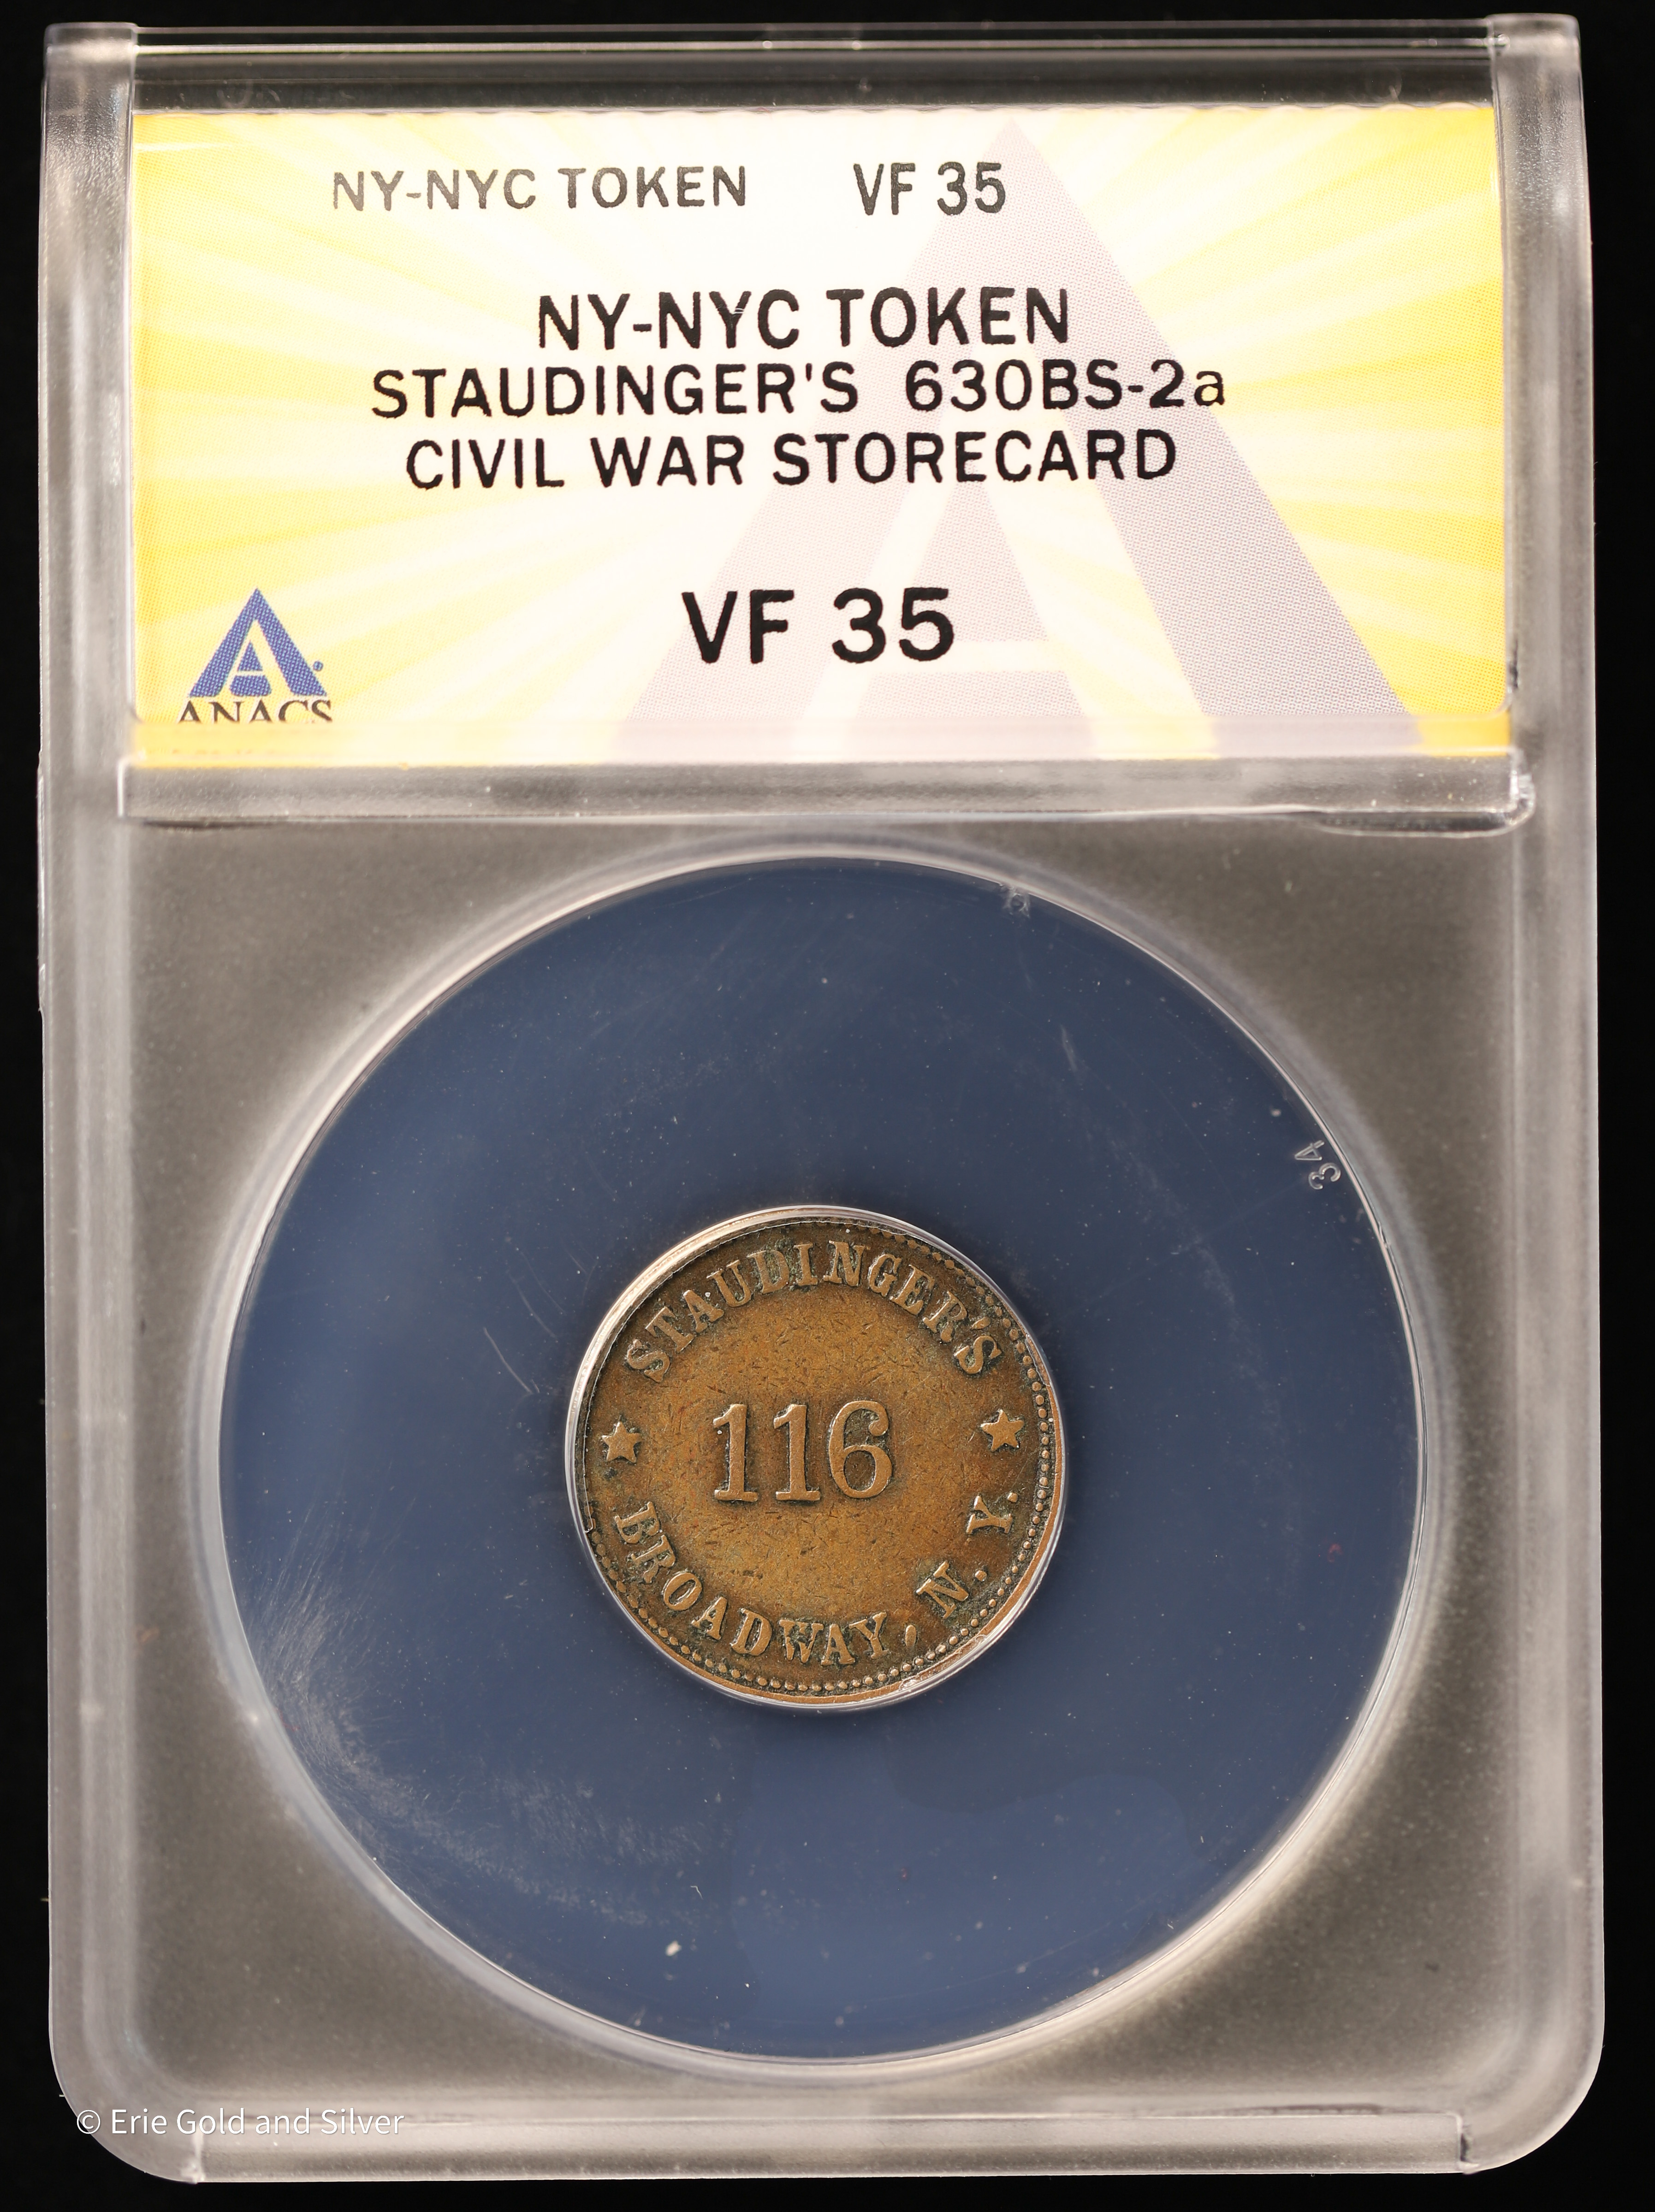 NY-NYC TOKEN VF 35
NY-NYC TOKEN
STAUDINGER'S 630BS-2a
CIVIL WAR STORECARD
VF 35
ANACS
34
STAUDINGER'S
116
BROADWAY, N. Y.
© Erie Gold and Silver